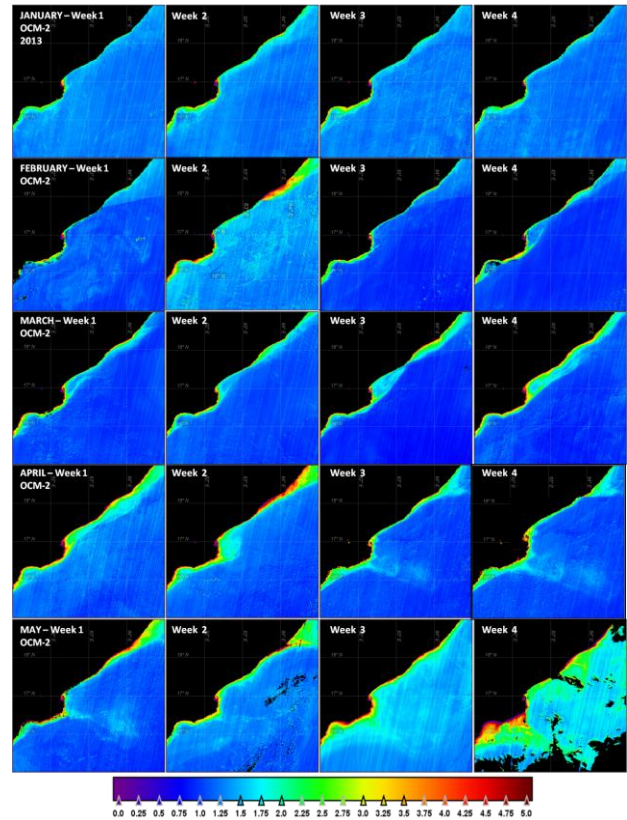 JANUARY – Week 1
OCM-2
2013
Week 2
Week 3
Week 4
FEBRUARY – Week 1
OCM-2
Week 2
Week 3
Week 4
MARCH – Week 1
OCM-2
Week 2
Week 3
Week 4
APRIL – Week 1
OCM-2
Week 2
Week 3
Week 4
MAY – Week 1
OCM-2
Week 2
Week 3
Week 4
0.0 0.25 0.5 0.75 1.0 1.25 1.5 1.75 2.0 2.25 2.5 2.75 3.0 3.25 3.5 3.75 4.0 4.25 4.5 4.75 5.0